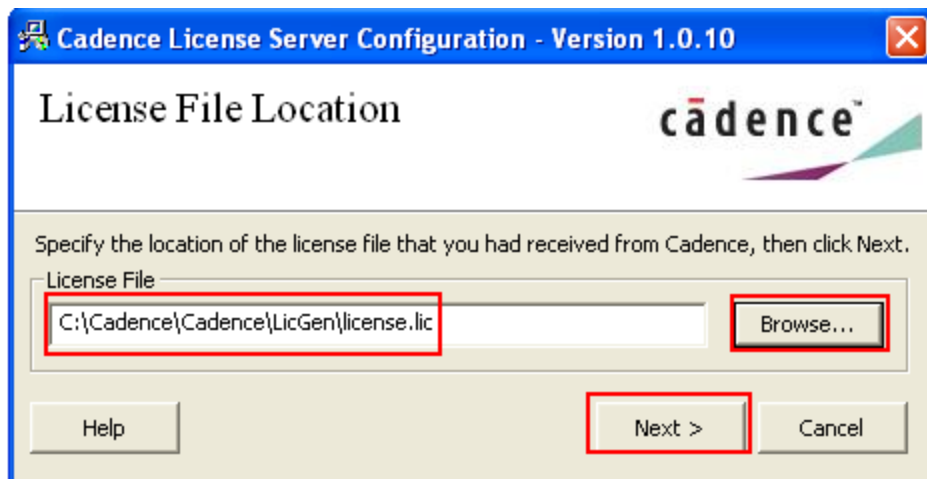 Cadence License Server Configuration - Version 1.0.10
License File Location
cādence™
Specify the location of the license file that you had received from Cadence, then click Next.
License File
C:\Cadence\Cadence\LicGen\license.lic
Browse...
Help
Next >
Cancel